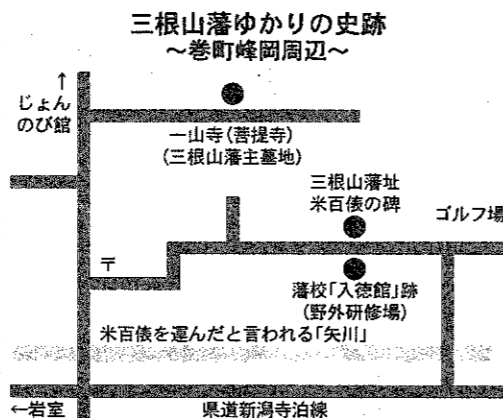 三根山藩ゆかりの史跡
～巻町峰岡周辺～
↑
じょん
のび館
一山寺(菩提寺)
(三根山藩主墓地)
三根山藩址
米百俵の碑
ゴルフ場
〒
藩校「入徳館」跡
(野外研修場)
米百俵を運んだと言われる「矢川」
←岩室
県道新潟寺泊線